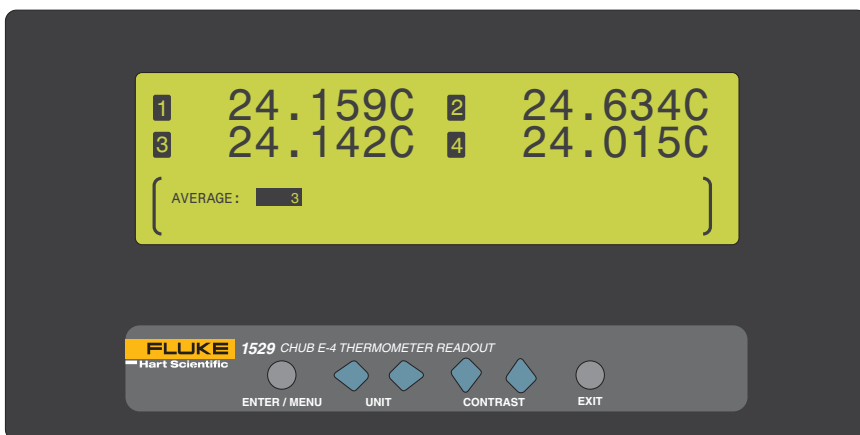 1 24.159C 2 24.634C
3 24.142C 4 24.015C
AVERAGE: 3
FLUKE
Hart Scientific
1529 CHUB E-4 THERMOMETER READOUT
ENTER / MENU UNIT CONTRAST EXIT